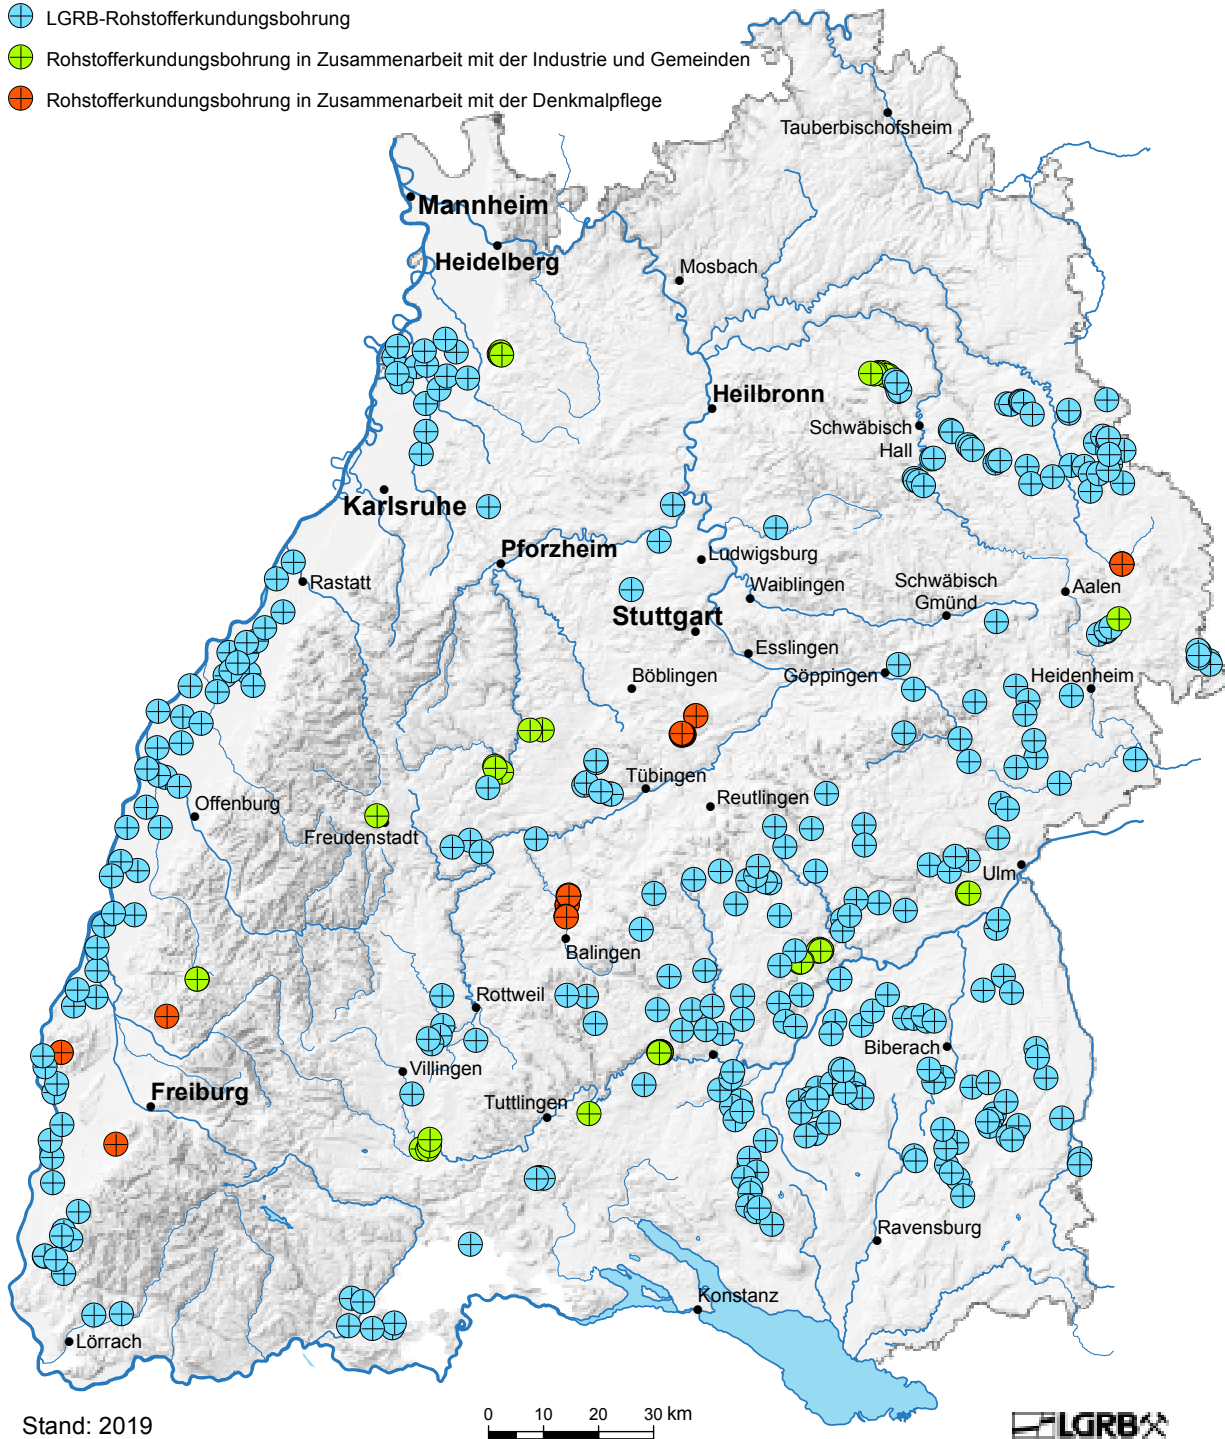 LGRB-Rohstofferkundungsbohrung
Rohstofferkundungsbohrung in Zusammenarbeit mit der Industrie und Gemeinden
Rohstofferkundungsbohrung in Zusammenarbeit mit der Denkmalpflege
Tauberbischofsheim
Mannheim
Heidelberg
Mosbach
Heilbronn
Schwäbisch
Hall
Karlsruhe
Pforzheim
Ludwigsburg
Rastatt
Waiblingen
Schwäbisch
Gmünd
Aalen
Stuttgart
Esslingen
Böblingen
Göppingen
Heidenheim
Tübingen
Reutlingen
Offenburg
Freudenstadt
Ulm
Balingen
Rottweil
Biberach
Villingen
Freiburg
Tuttlingen
Ravensburg
Konstanz
Lörrach
Stand: 2019
0 10 20 30 km
LGRB